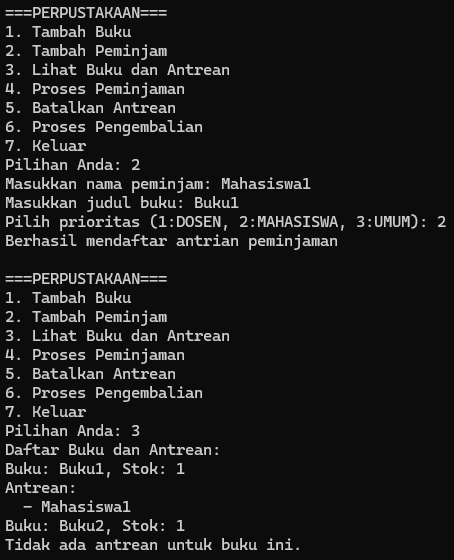 ===PERPUSTAKAAN===
1. Tambah Buku
2. Tambah Peminjam
3. Lihat Buku dan Antrean
4. Proses Peminjaman
5. Batalkan Antrean
6. Proses Pengembalian
7. Keluar
Pilihan Anda: 2
Masukkan nama peminjam: Mahasiswa1
Masukkan judul buku: Buku1
Pilih prioritas (1:DOSEN, 2:MAHASISWA, 3:UMUM): 2
Berhasil mendaftar antrian peminjaman

===PERPUSTAKAAN===
1. Tambah Buku
2. Tambah Peminjam
3. Lihat Buku dan Antrean
4. Proses Peminjaman
5. Batalkan Antrean
6. Proses Pengembalian
7. Keluar
Pilihan Anda: 3
Daftar Buku dan Antrean:
Buku: Buku1, Stok: 1
Antrean:
  - Mahasiswa1
Buku: Buku2, Stok: 1
Tidak ada antrean untuk buku ini.